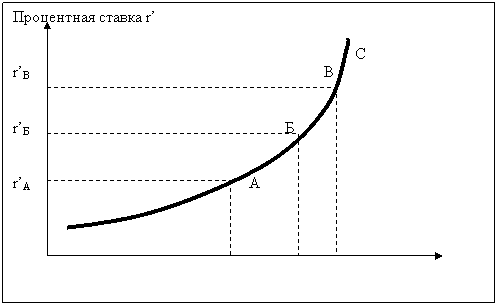 Процентная ставка r’
С
r’В
В
r’Б
Б
r’А
А